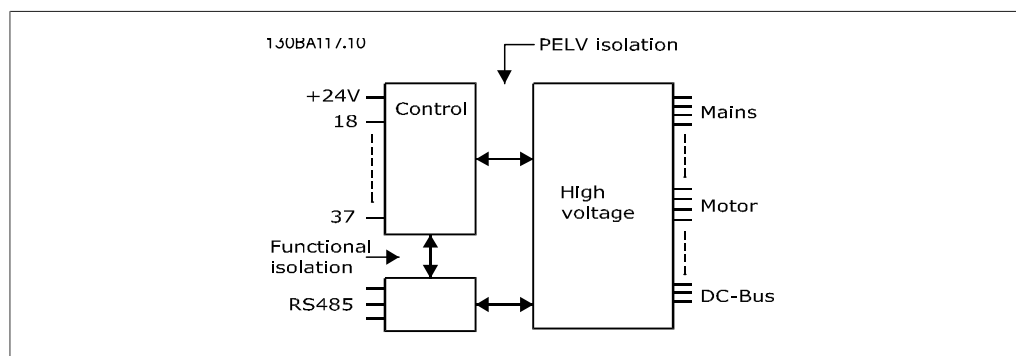 130BA117.10
PELV isolation
+24V
Control
18
Mains
High
voltage
37
Motor
Functional
isolation
RS485
DC-Bus